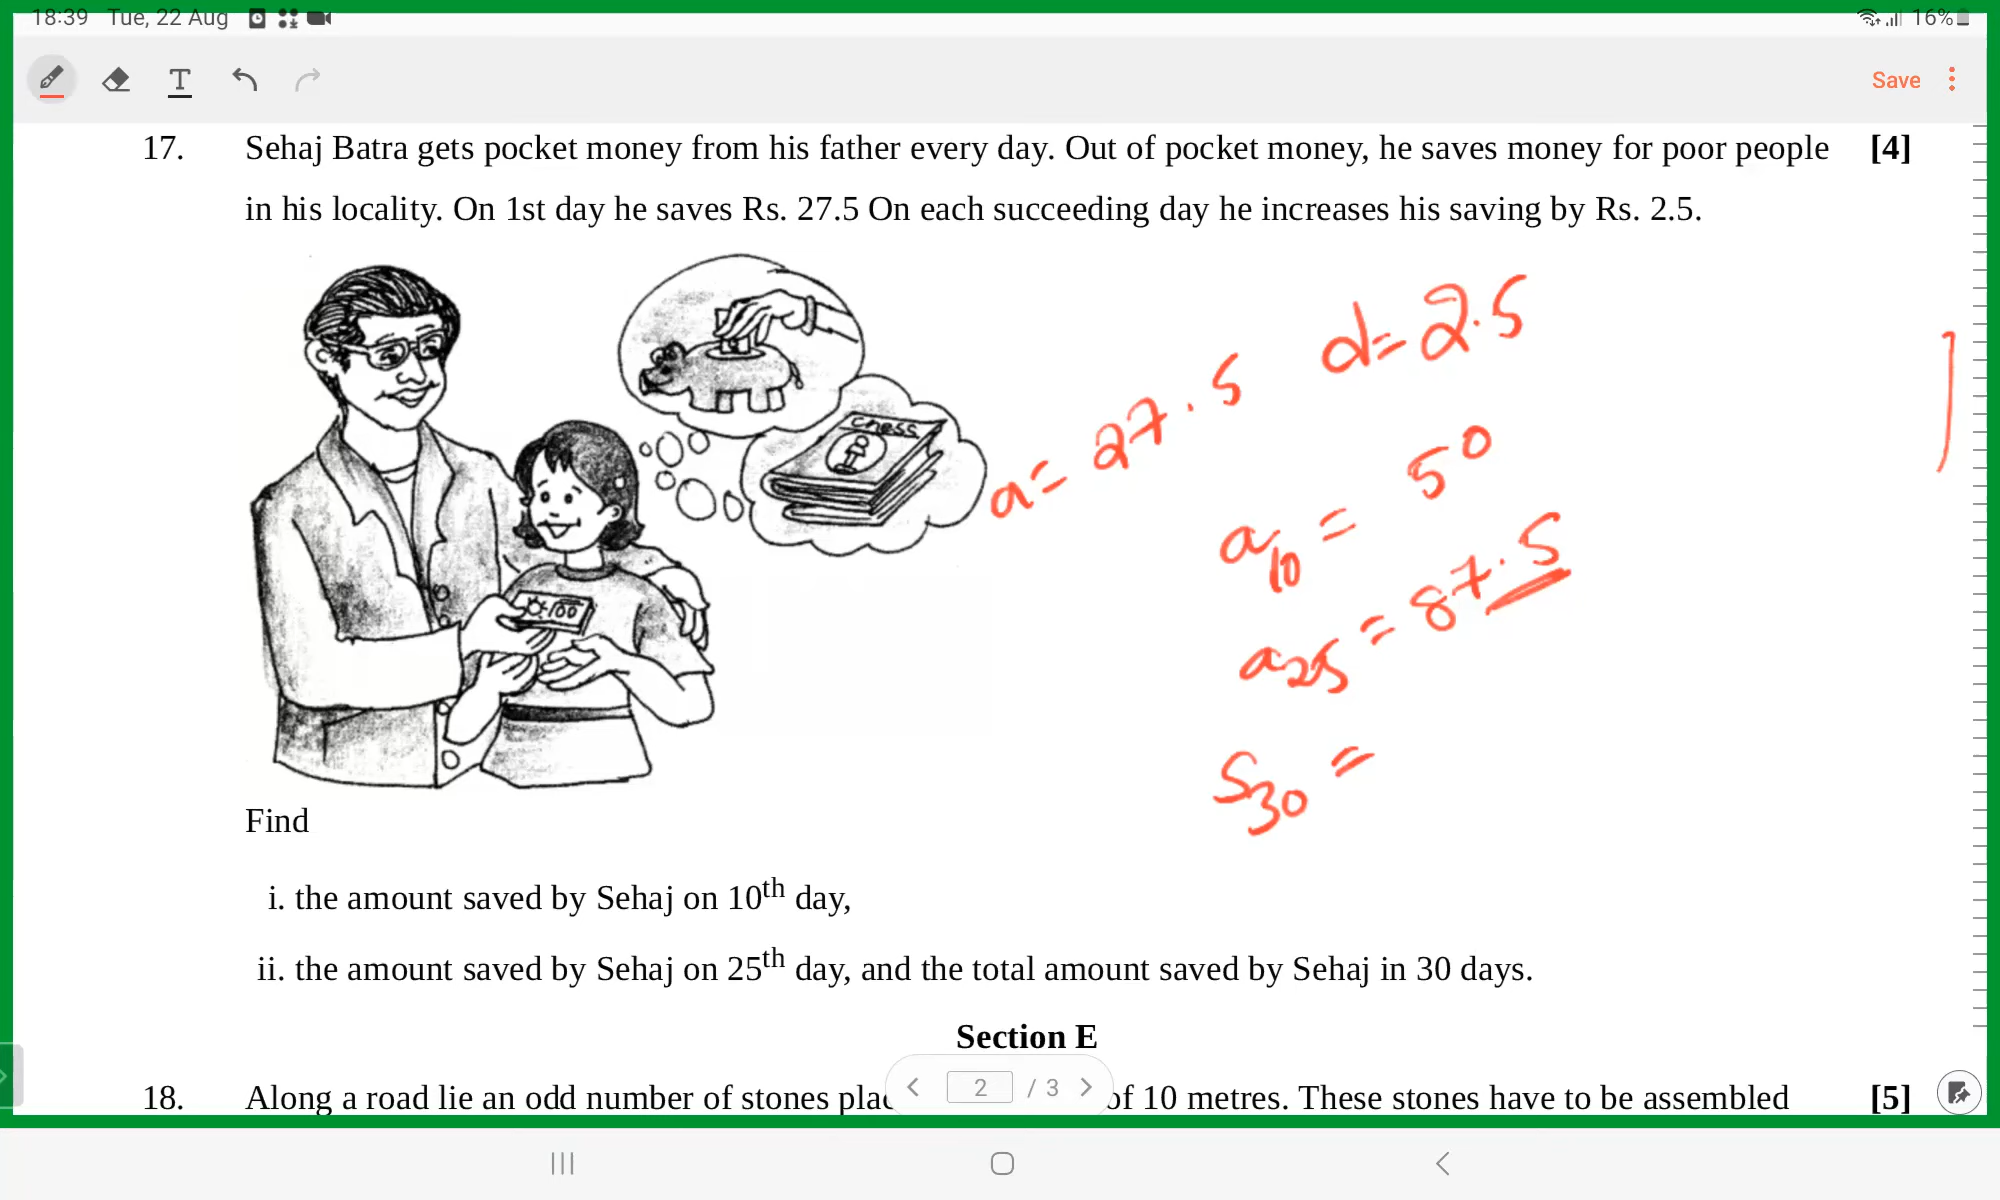 18:39 Tue, 22 Aug 16%
T Save
17. Sehaj Batra gets pocket money from his father every day. Out of pocket money, he saves money for poor people [4]
in his locality. On 1st day he saves Rs. 27.5 On each succeeding day he increases his saving by Rs. 2.5.
chess
100
a = 27.5 d = 2.5
a10 = 50
a25 = 87.5
S30 =
Find
i. the amount saved by Sehaj on 10th day,
ii. the amount saved by Sehaj on 25th day, and the total amount saved by Sehaj in 30 days.
Section E
2 / 3
18. Along a road lie an odd number of stones of 10 metres. These stones have to be assembled [5]